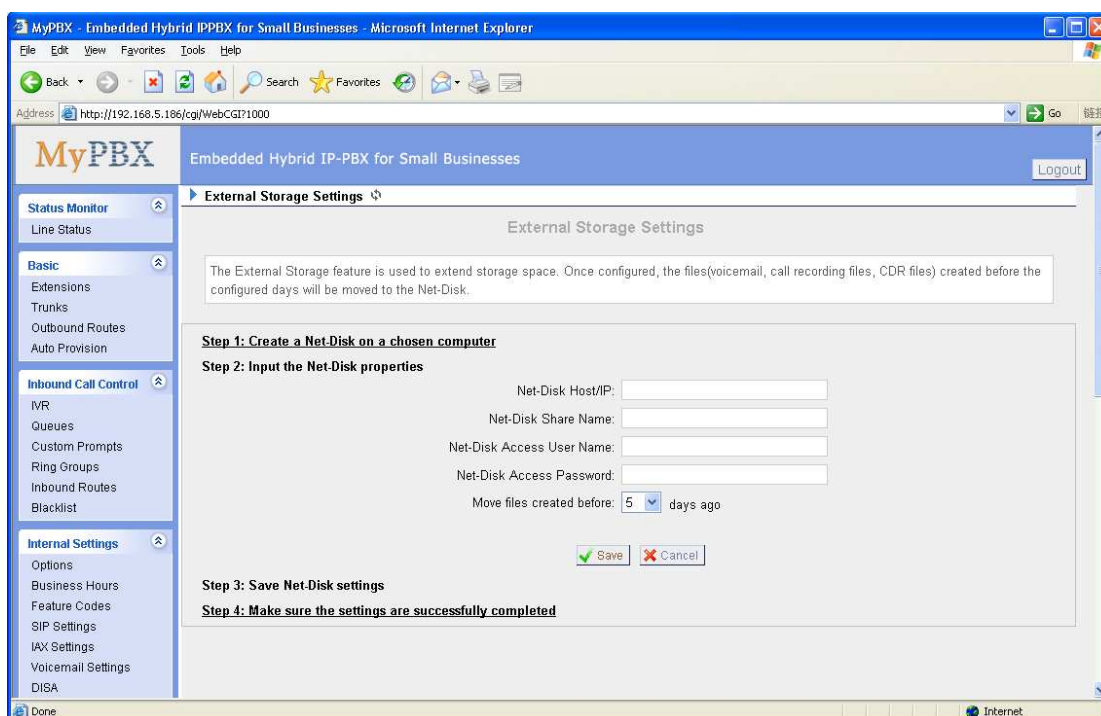 MyPBX - Embedded Hybrid IPPBX for Small Businesses - Microsoft Internet Explorer
File Edit View Favorites Tools Help
Back Search Favorites
Address http://192.168.5.186/cgi/WebCGI?1000 Go 链接
MyPBX
Embedded Hybrid IP-PBX for Small Businesses
Logout
Status Monitor
Line Status
Basic
Extensions
Trunks
Outbound Routes
Auto Provision
Inbound Call Control
IVR
Queues
Custom Prompts
Ring Groups
Inbound Routes
Blacklist
Internal Settings
Options
Business Hours
Feature Codes
SIP Settings
IAX Settings
Voicemail Settings
DISA
External Storage Settings
External Storage Settings
The External Storage feature is used to extend storage space. Once configured, the files(voicemail, call recording files, CDR files) created before the
configured days will be moved to the Net-Disk.
Step 1: Create a Net-Disk on a chosen computer
Step 2: Input the Net-Disk properties
Net-Disk Host/IP:
Net-Disk Share Name:
Net-Disk Access User Name:
Net-Disk Access Password:
Move files created before: 5 days ago
Save Cancel
Step 3: Save Net-Disk settings
Step 4: Make sure the settings are successfully completed
Done Internet